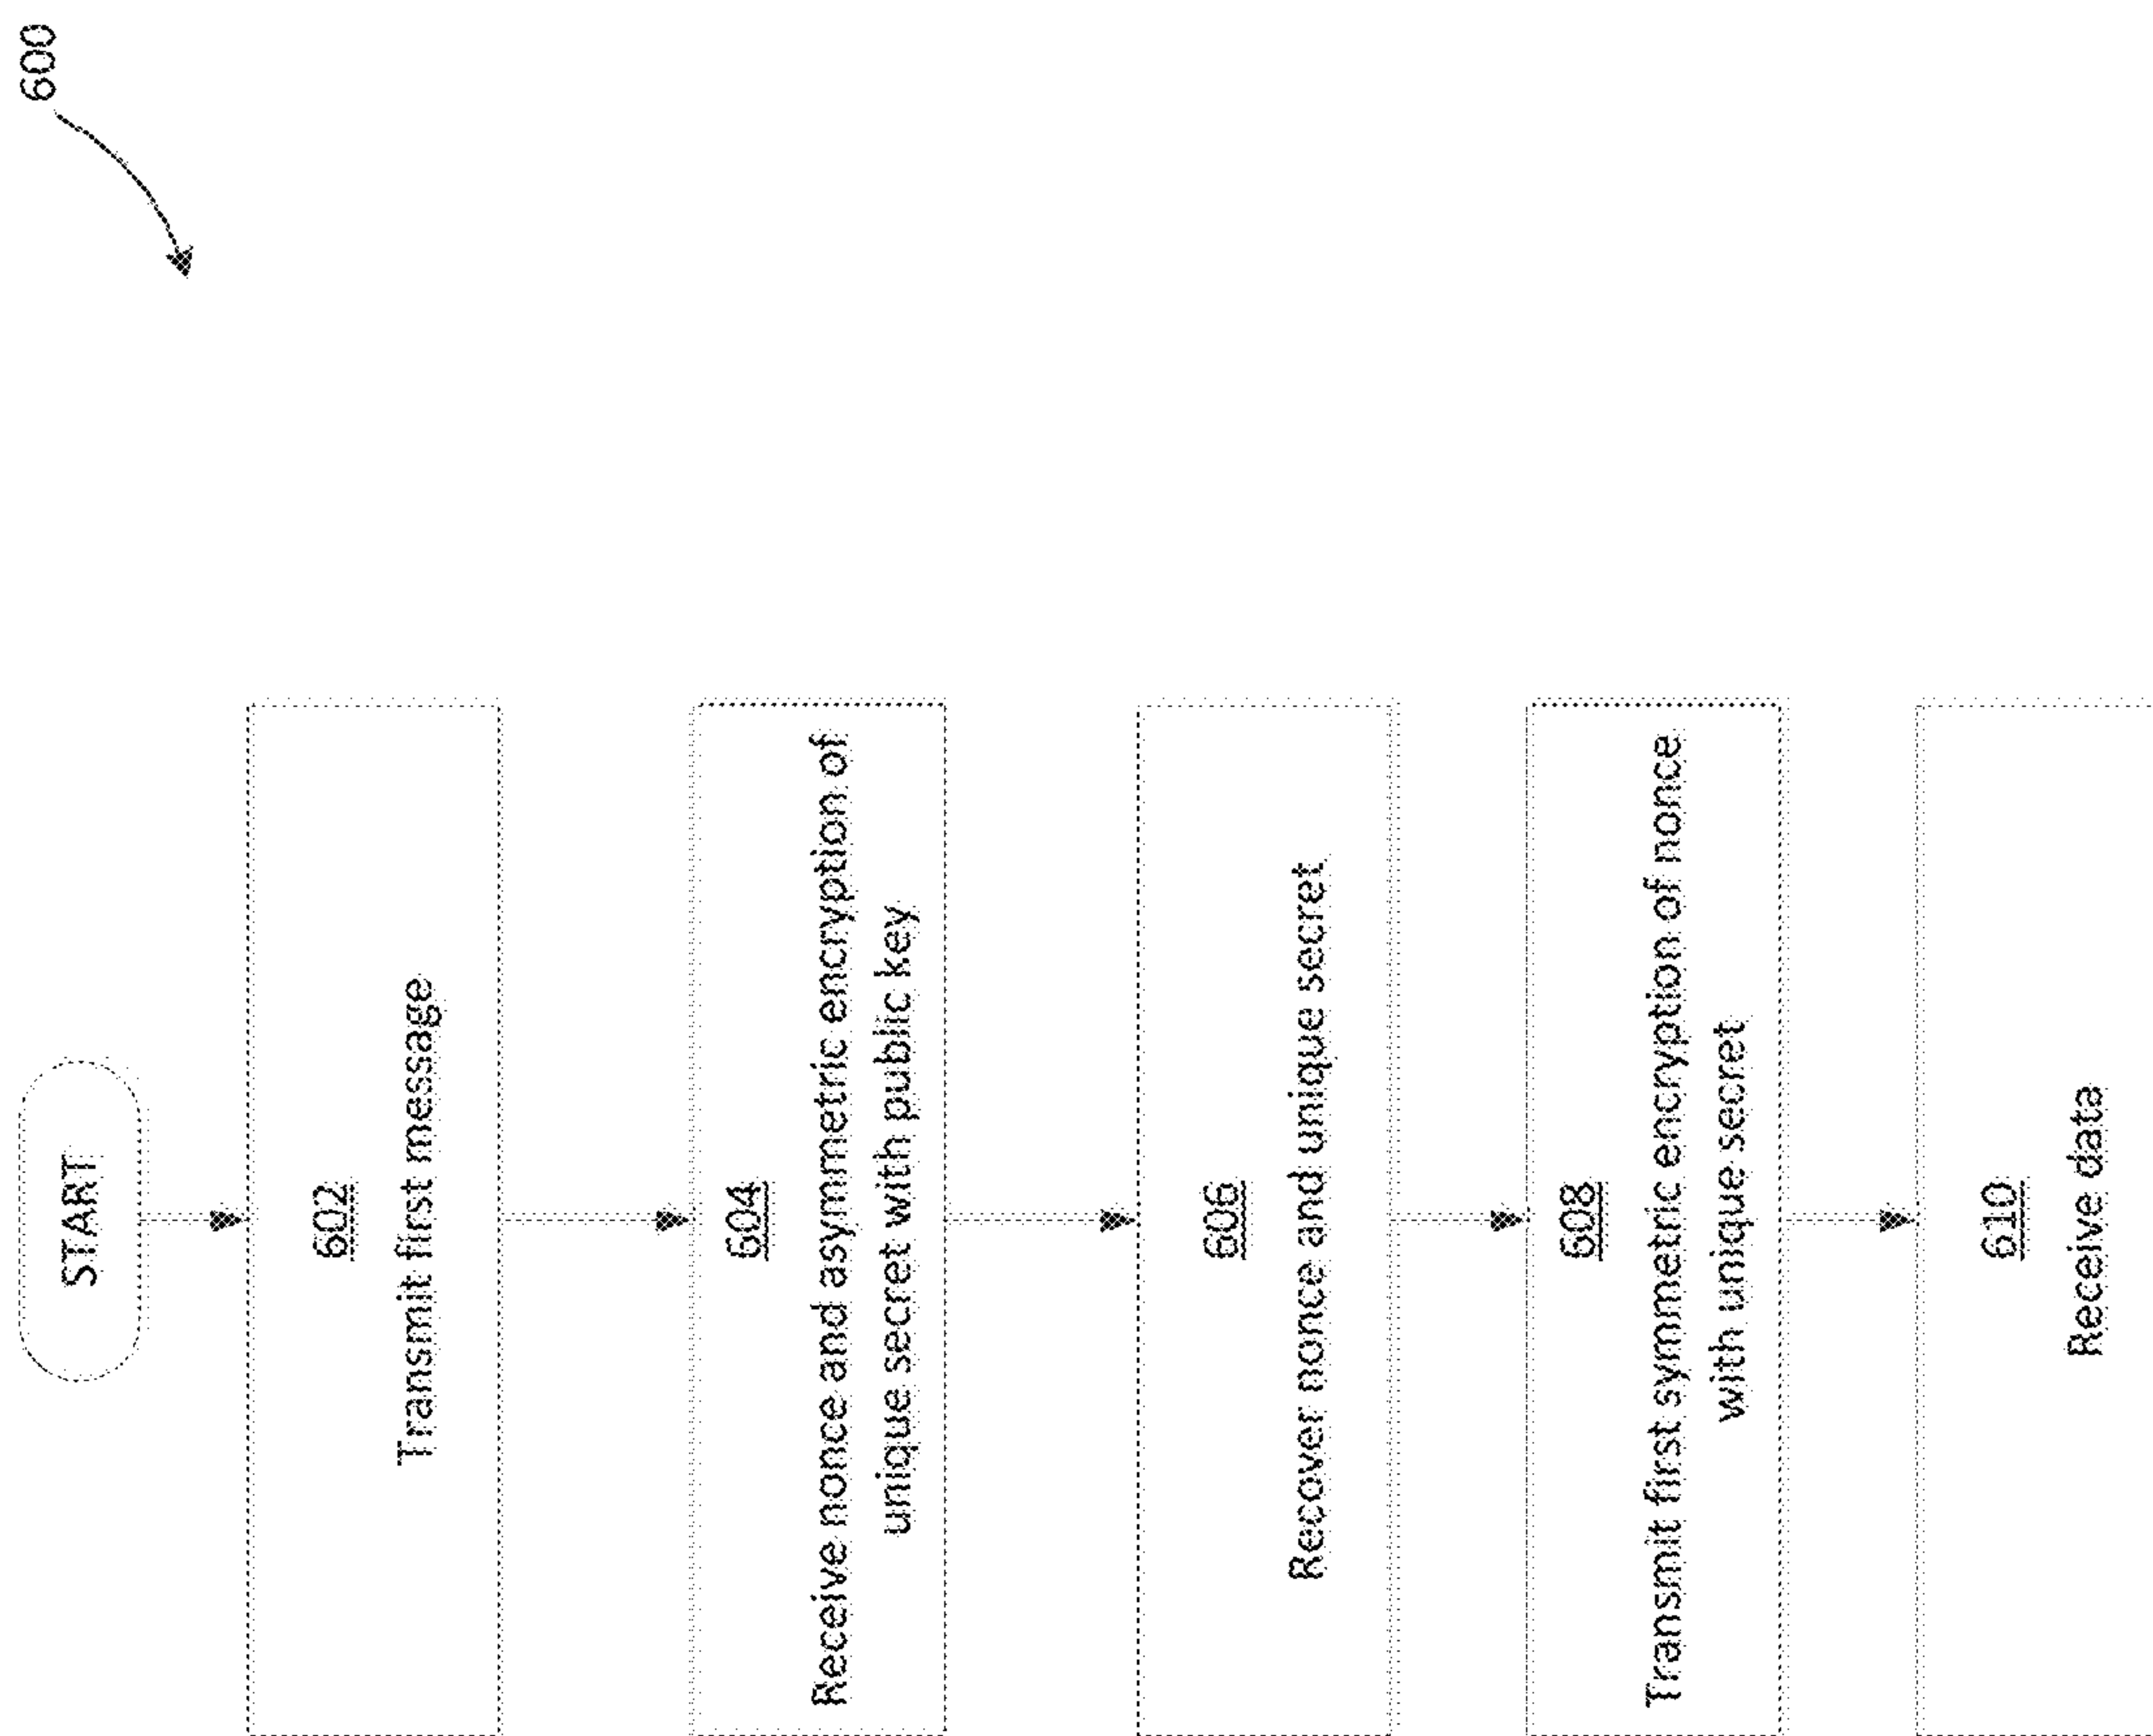 600
START
602
Transmit first message
604
Receive nonce and asymmetric encryption of
unique secret with public key
606
Recover nonce and unique secret
608
Transmit first symmetric encryption of nonce
with unique secret
610
Receive data